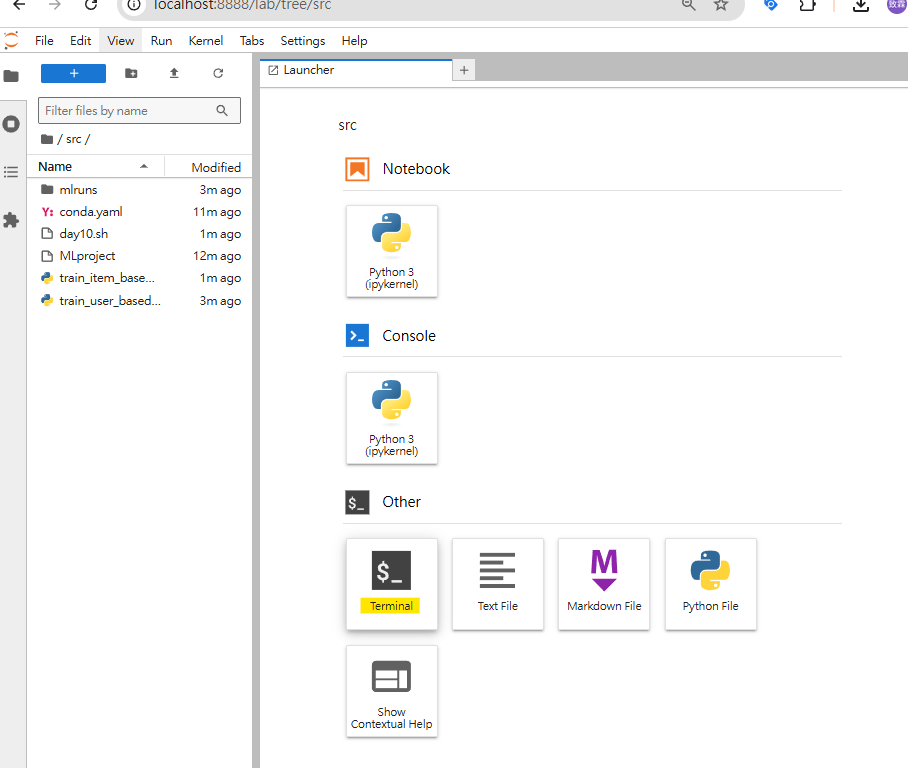 localhost:8888/lab/tree/src
File Edit View Run Kernel Tabs Settings Help
+
Filter files by name
/ src /
Name Modified
mlruns 3m ago
Y: conda.yaml 11m ago
day10.sh 1m ago
MLproject 12m ago
train_item_base... 1m ago
train_user_based... 3m ago
Launcher +
src
Notebook
Python 3
(ipykernel)
Console
Python 3
(ipykernel)
$_ Other
$_
Terminal
Text File
M
Markdown File
Python File
Show
Contextual Help